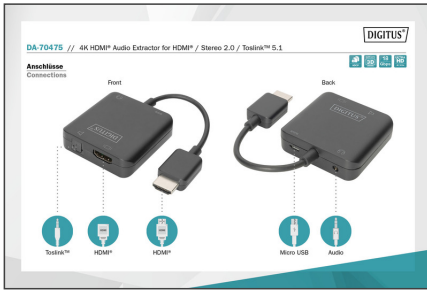 DIGITUS®
DA-70475 // 4K HDMI® Audio Extractor for HDMI® / Stereo 2.0 / Toslink™ 5.1
Anschlüsse
Connections
Front
Back
DIGITUS
DIGITUS
Toslink™
HDMI®
HDMI®
Micro USB
Audio